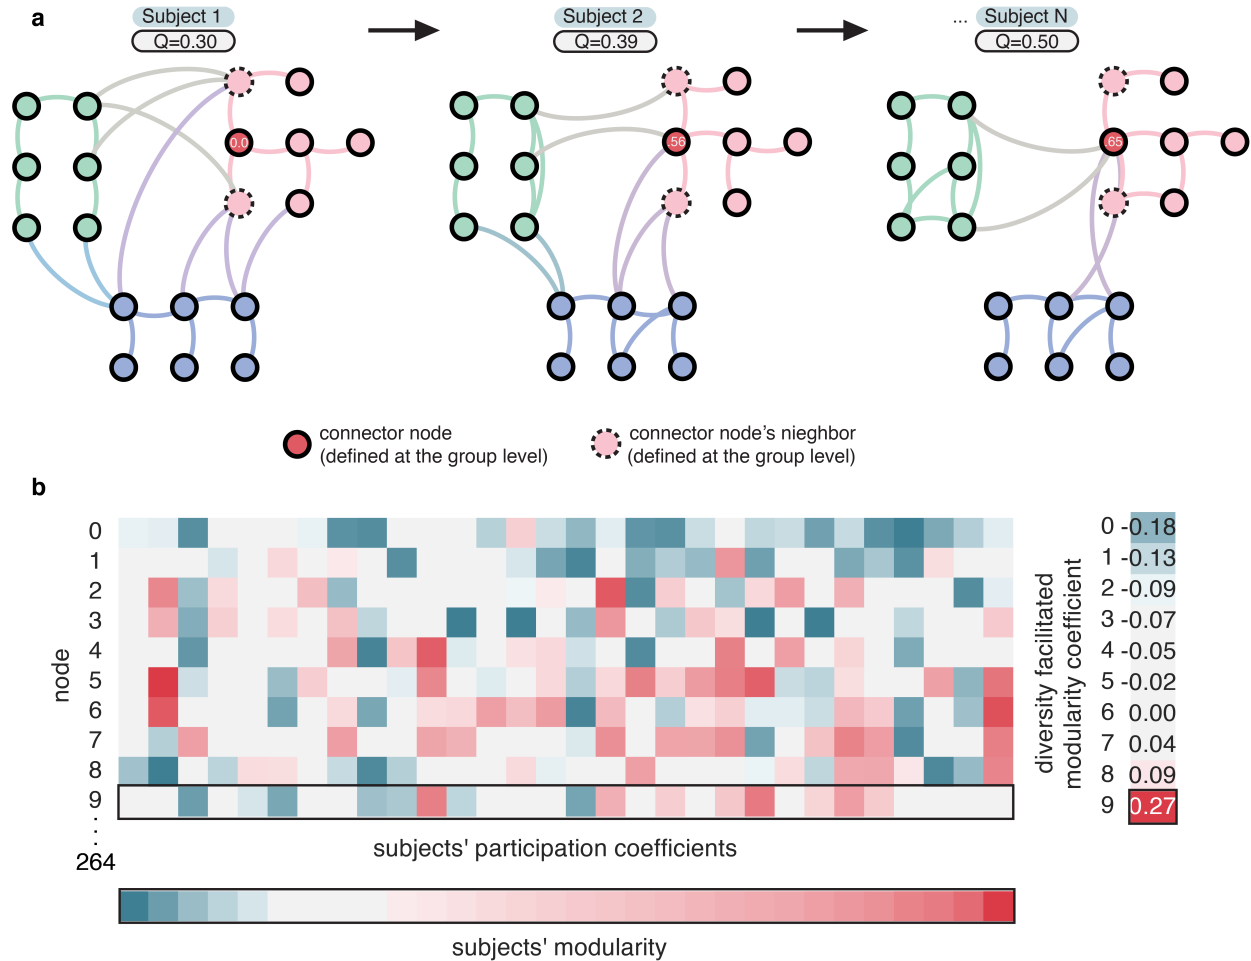 a
Subject 1
Q=0.30
Subject 2
Q=0.39
... Subject N
Q=0.50
0.0
.56
.65
connector node
(defined at the group level)
connector node's nieghbor
(defined at the group level)
b
node
0
1
2
3
4
5
6
7
8
9
:
.
264
subjects' participation coefficients
subjects' modularity
diversity facilitated
modularity coefficient
0 -0.18
1 -0.13
2 -0.09
3 -0.07
4 -0.05
5 -0.02
6 0.00
7 0.04
8 0.09
9 0.27